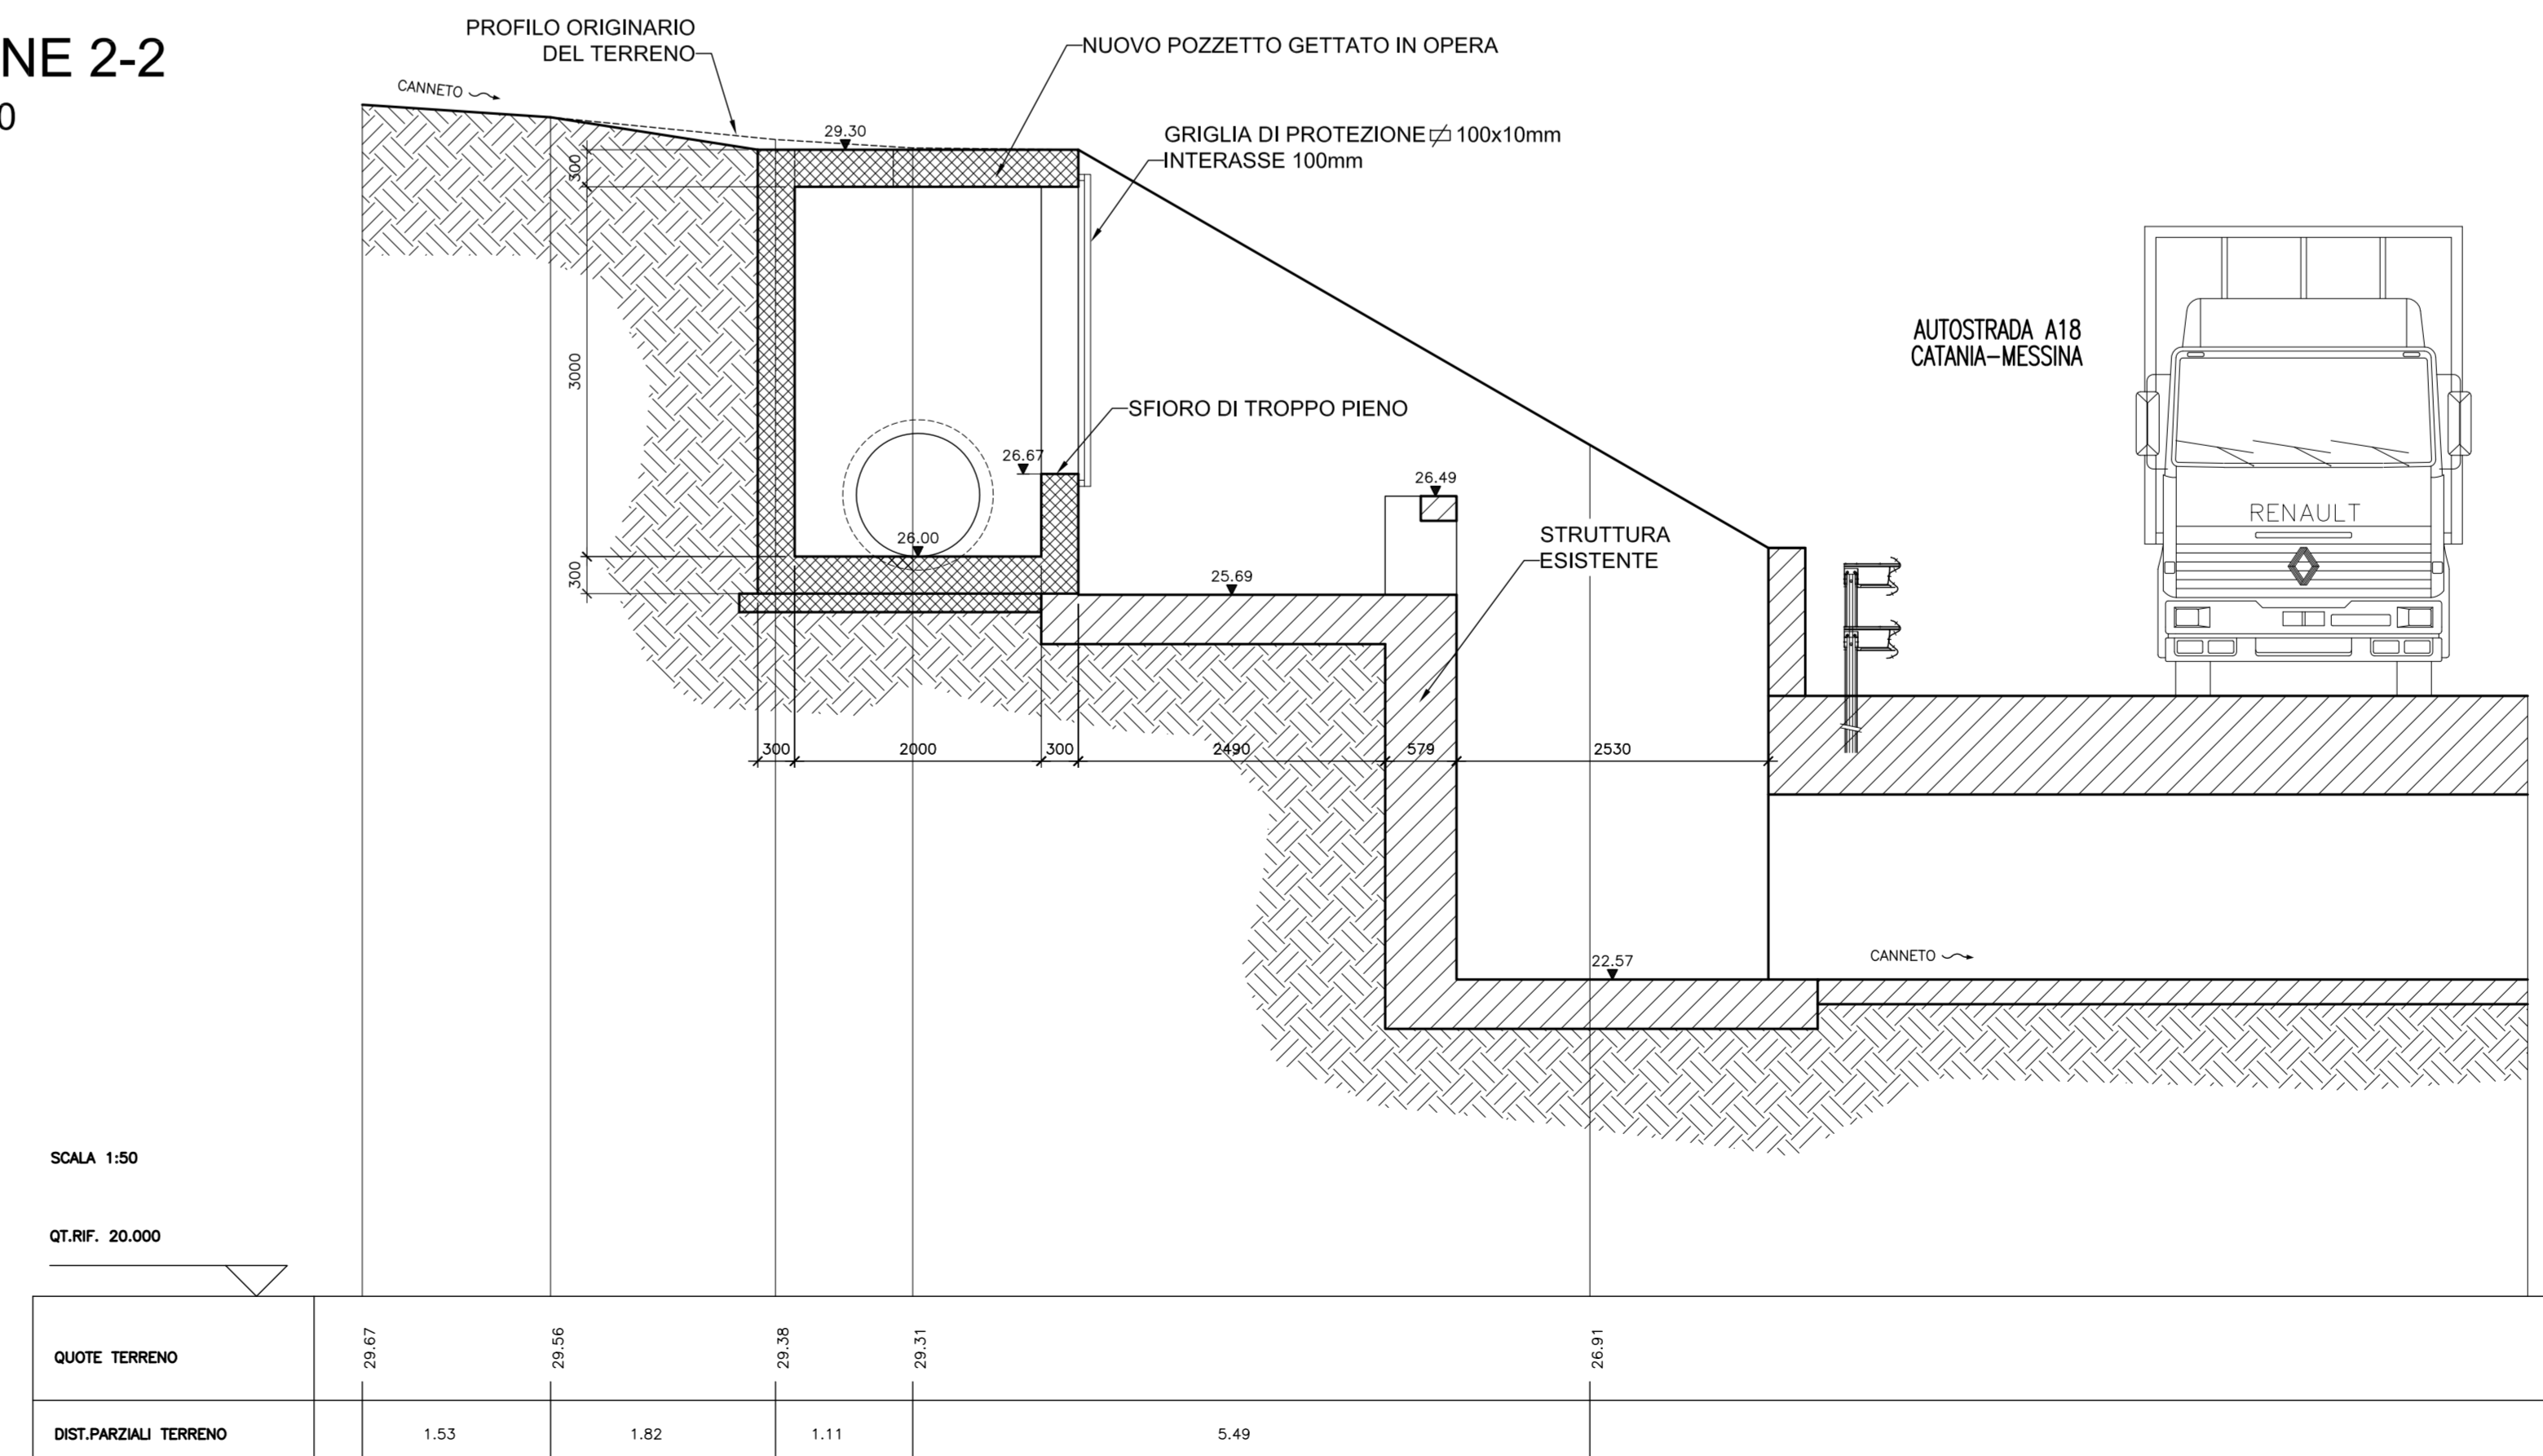 NE 2-2
0
PROFILO ORIGINARIO
DEL TERRENO
NUOVO POZZETTO GETTATO IN OPERA
CANNETO
29.30
GRIGLIA DI PROTEZIONE 100x10mm
INTERASSE 100mm
300
3000
300
AUTOSTRADA A18
CATANIA-MESSINA
SFIORO DI TROPPO PIENO
26.67
26.49
26.00
STRUTTURA
ESISTENTE
25.69
RENAULT
300
2000
300
2490
579
2530
22.57
CANNETO
SCALA 1:50
QT.RIF. 20.000
QUOTE TERRENO
29.67
29.56
29.38
29.31
26.91
DIST.PARZIALI TERRENO
1.53
1.82
1.11
5.49